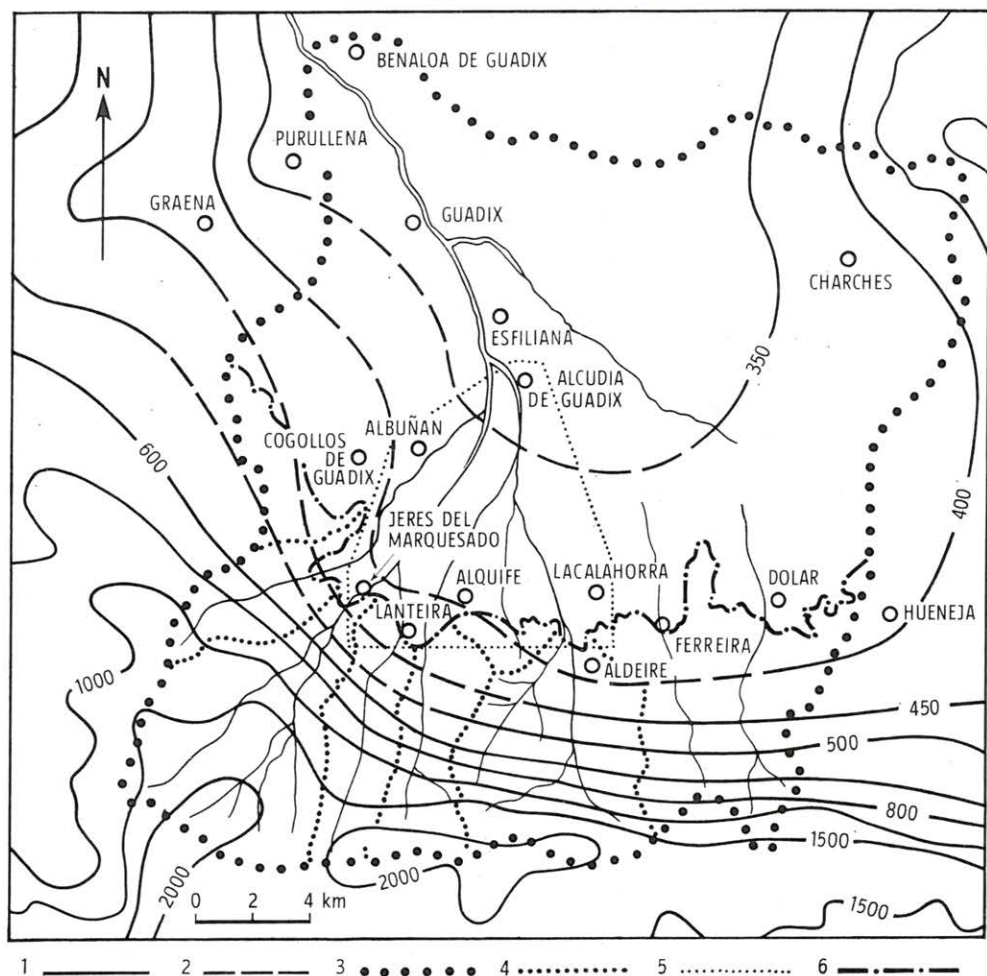 BENALOA DE GUADIX
N
PURULLENA
GRAENA
GUADIX
CHARCHES
ESFILIANA
350
ALCUDIA
DE GUADIX
ALBUÑAN
COGOLLOS
DE
GUADIX
600
400
JERES DEL
MARQUESADO
LACALAHORRA
ALQUIFE
DOLAR
HUENEJA
LANTEIRA
FERREIRA
ALDEIRE
1000
450
500
800
1500
2000
2000
0 2 4 km
1500
1 2 3 4 5 6